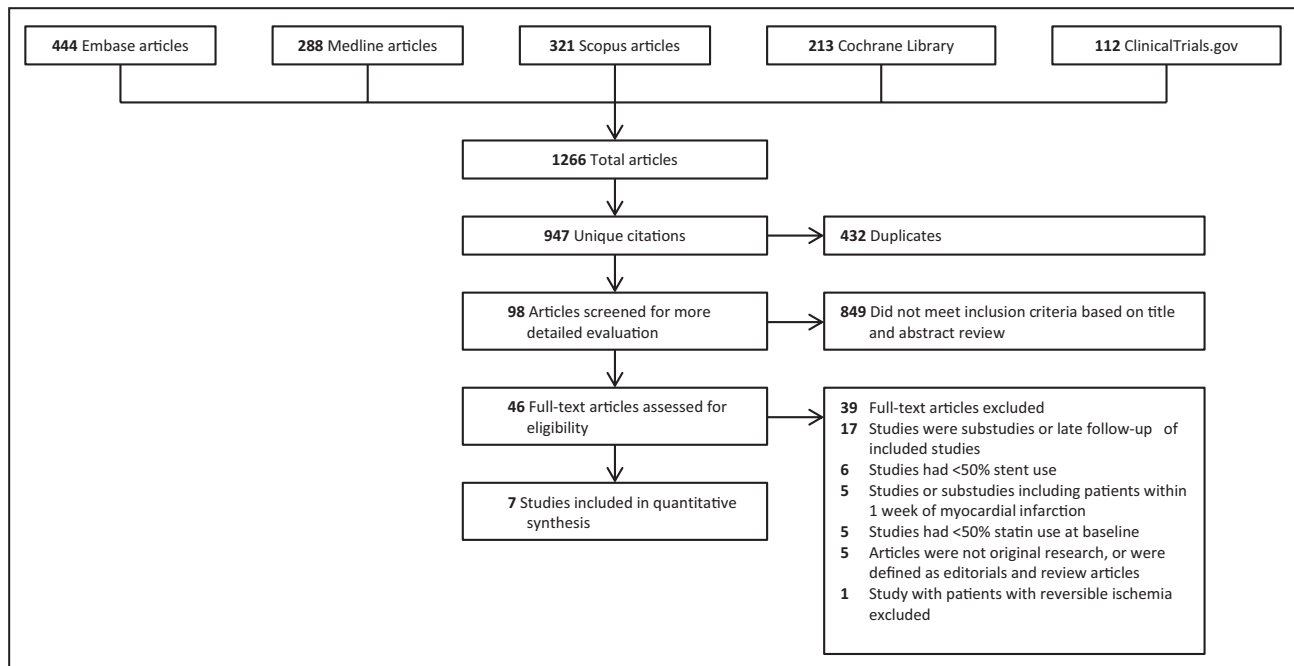 444 Embase articles
288 Medline articles
321 Scopus articles
213 Cochrane Library
112 ClinicalTrials.gov
1266 Total articles
947 Unique citations
432 Duplicates
98 Articles screened for more
detailed evaluation
849 Did not meet inclusion criteria based on title
and abstract review
46 Full-text articles assessed for
eligibility
39 Full-text articles excluded
17 Studies were substudies or late follow-up of
included studies
6 Studies had <50% stent use
5 Studies or substudies including patients within
1 week of myocardial infarction
5 Studies had <50% statin use at baseline
5 Articles were not original research, or were
defined as editorials and review articles
1 Study with patients with reversible ischemia
excluded
7 Studies included in quantitative
synthesis